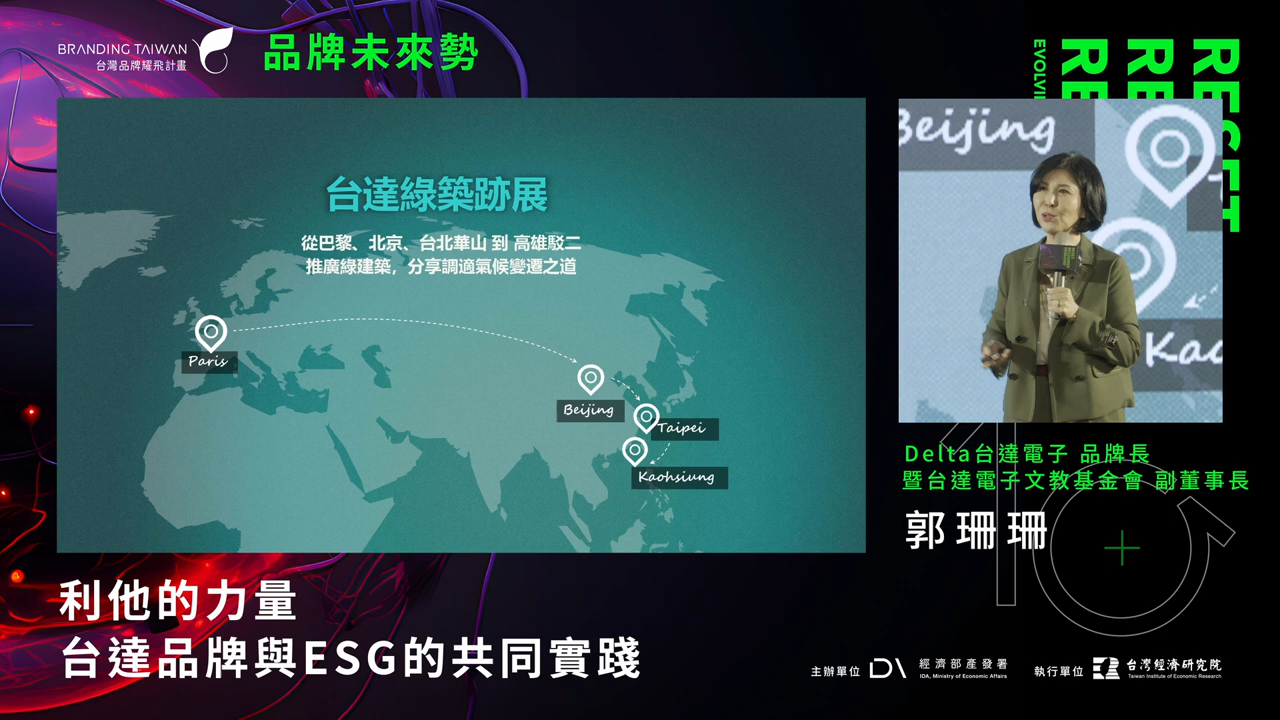 BRANDING TAIWAN
台灣品牌耀飛計畫
品牌未來勢
台達綠築跡展
從巴黎、北京、台北華山 到 高雄駁二
推廣綠建築，分享調適氣候變遷之道
Paris
Beijing
Taipei
Kaohsiung
Beijing
Kao
Delta台達電子 品牌長
暨台達電子文教基金會 副董事長
郭珊珊
利他的力量
台達品牌與ESG的共同實踐
主辦單位
經濟部產發署
IDA, Ministry of Economic Affairs
執行單位
台灣經濟研究院
Taiwan Institute of Economic Research